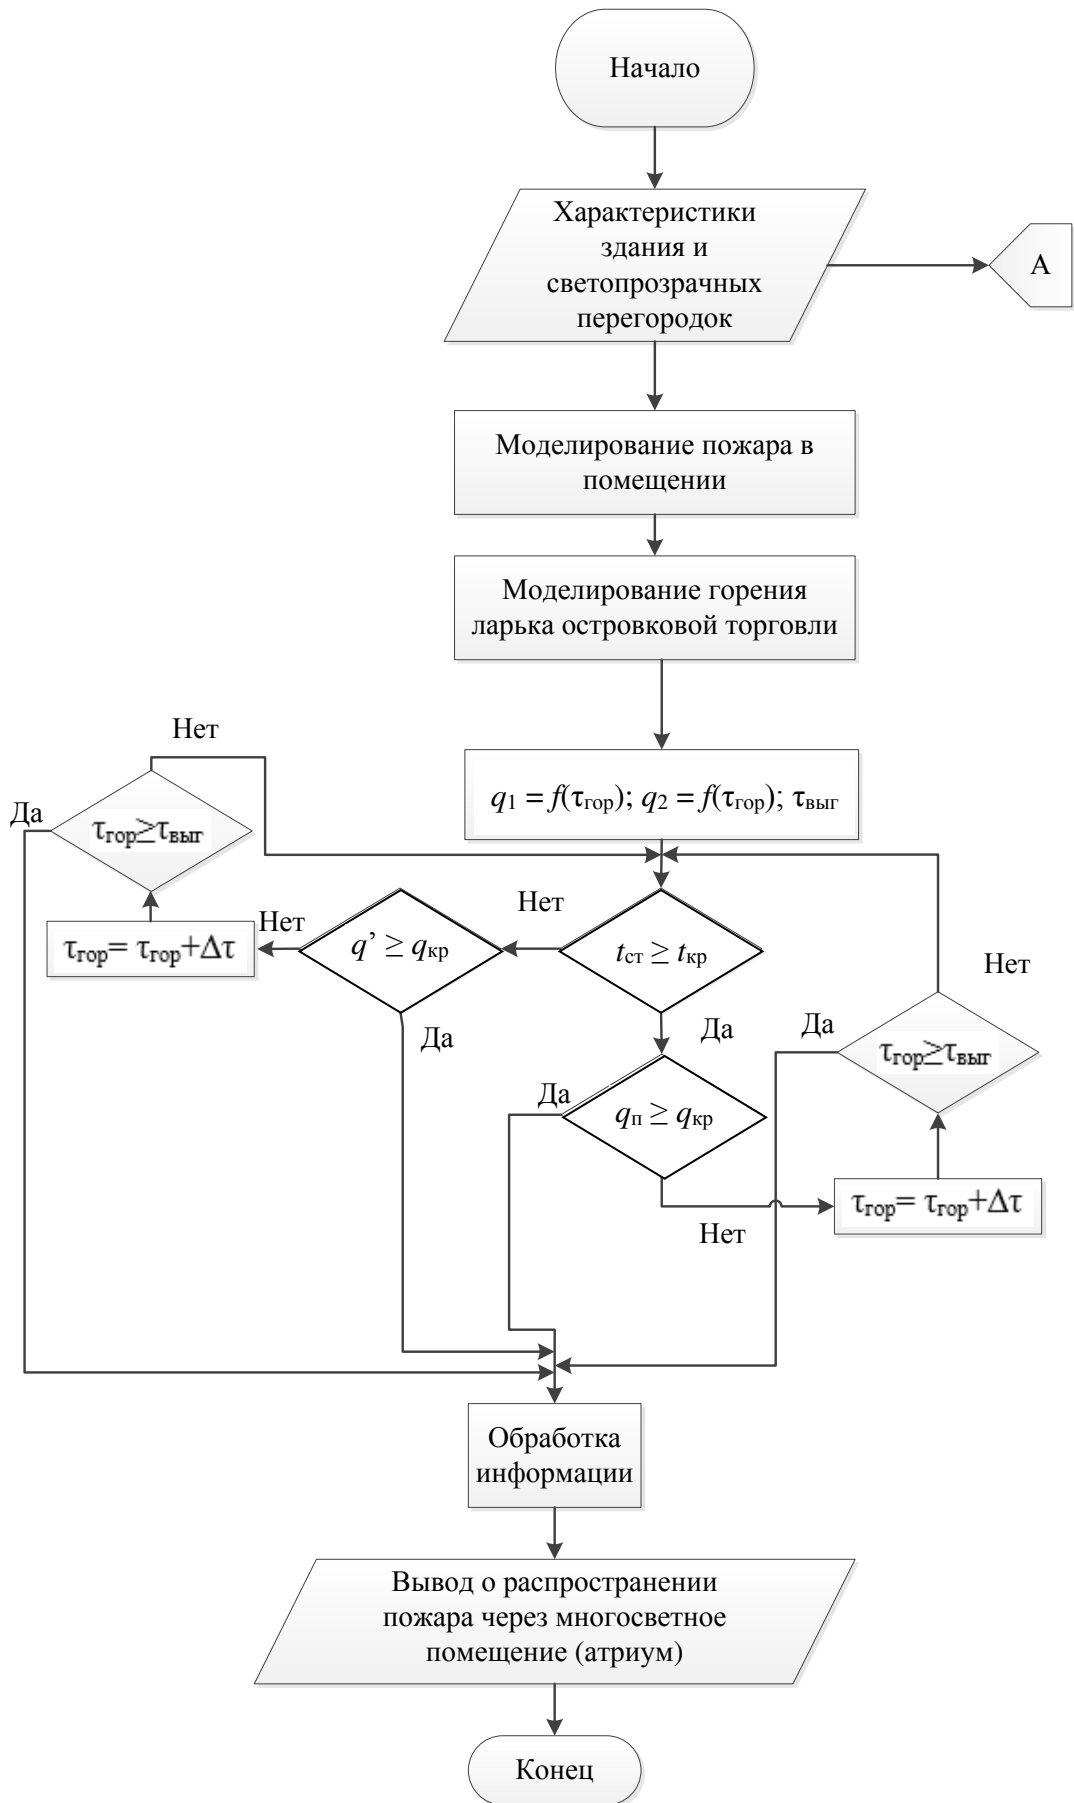 Начало
Характеристики
здания и
светопрозрачных
перегородок
А
Моделирование пожара в
помещении
Моделирование горения
ларька островковой торговли
q₁ = f(τгор); q₂ = f(τгор); τвыг
Нет
Да
τгор≥τвыг
τгор= τгор+Δτ
Нет
q’ ≥ qкр
Нет
tст ≥ tкр
Да
Да
Да
qп ≥ qкр
Нет
Нет
Да
τгор≥τвыг
τгор= τгор+Δτ
Обработка
информации
Вывод о распространении
пожара через многосветное
помещение (атриум)
Конец